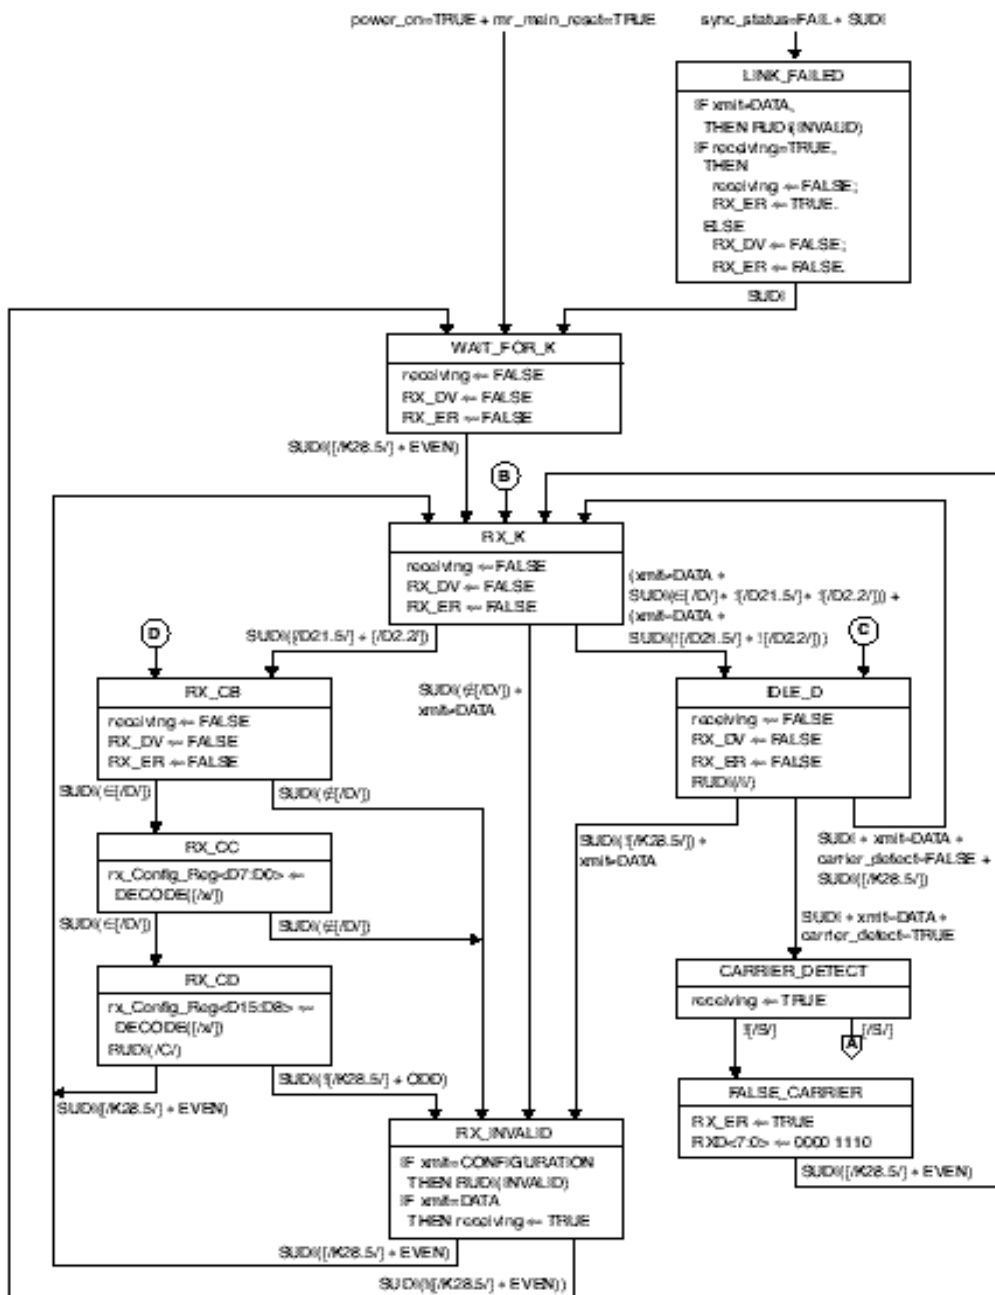 power_on=TRUE + mr_main_reset=TRUE
sync_status=FAIL * SUDI
LINK_FAILED
IF xmit≠DATA,
THEN RUDI(INVALID)
IF receiving=TRUE,
THEN
receiving ⇐ FALSE;
RX_ER ⇐ TRUE.
ELSE
RX_DV ⇐ FALSE;
RX_ER ⇐ FALSE.
SUDI
WAIT_FOR_K
receiving ⇐ FALSE
RX_DV ⇐ FALSE
RX_ER ⇐ FALSE
SUDI([/K28.5/] * EVEN)
B
RX_K
receiving ⇐ FALSE
RX_DV ⇐ FALSE
RX_ER ⇐ FALSE
(xmit≠DATA *
SUDI(∈[/D/] * ![/D21.5/] * ![/D2.2/])) +
(xmit=DATA *
SUDI(![/D21.5/] * ![/D2.2/]))
D
SUDI([/D21.5/] + [/D2.2/])
C
SUDI(∉[/D/]) *
xmit≠DATA
RX_CB
receiving ⇐ FALSE
RX_DV ⇐ FALSE
RX_ER ⇐ FALSE
IDLE_D
receiving ⇐ FALSE
RX_DV ⇐ FALSE
RX_ER ⇐ FALSE
RUDI(/I/)
SUDI(∈[/D/])
SUDI(∉[/D/])
SUDI(![/K28.5/]) *
xmit≠DATA
SUDI * xmit=DATA *
carrier_detect=FALSE +
SUDI([/K28.5/])
RX_CC
rx_Config_Reg<D7:D0> ⇐
DECODE([/x/])
SUDI(∈[/D/])
SUDI(∉[/D/])
SUDI * xmit=DATA *
carrier_detect=TRUE
RX_CD
rx_Config_Reg<D15:D8> ⇐
DECODE([/x/])
RUDI(/C/)
CARRIER_DETECT
receiving ⇐ TRUE
![/S/]
[/S/]
A
SUDI(![/K28.5/] + ODD)
SUDI([/K28.5/] * EVEN)
FALSE_CARRIER
RX_ER ⇐ TRUE
RXD<7:0> ⇐ 0000 1110
SUDI([/K28.5/] * EVEN)
RX_INVALID
IF xmit=CONFIGURATION
THEN RUDI(INVALID)
IF xmit=DATA
THEN receiving ⇐ TRUE
SUDI([/K28.5/] * EVEN)
SUDI(!([/K28.5/] * EVEN))